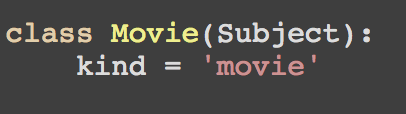 class Movie(Subject):
    kind = 'movie'